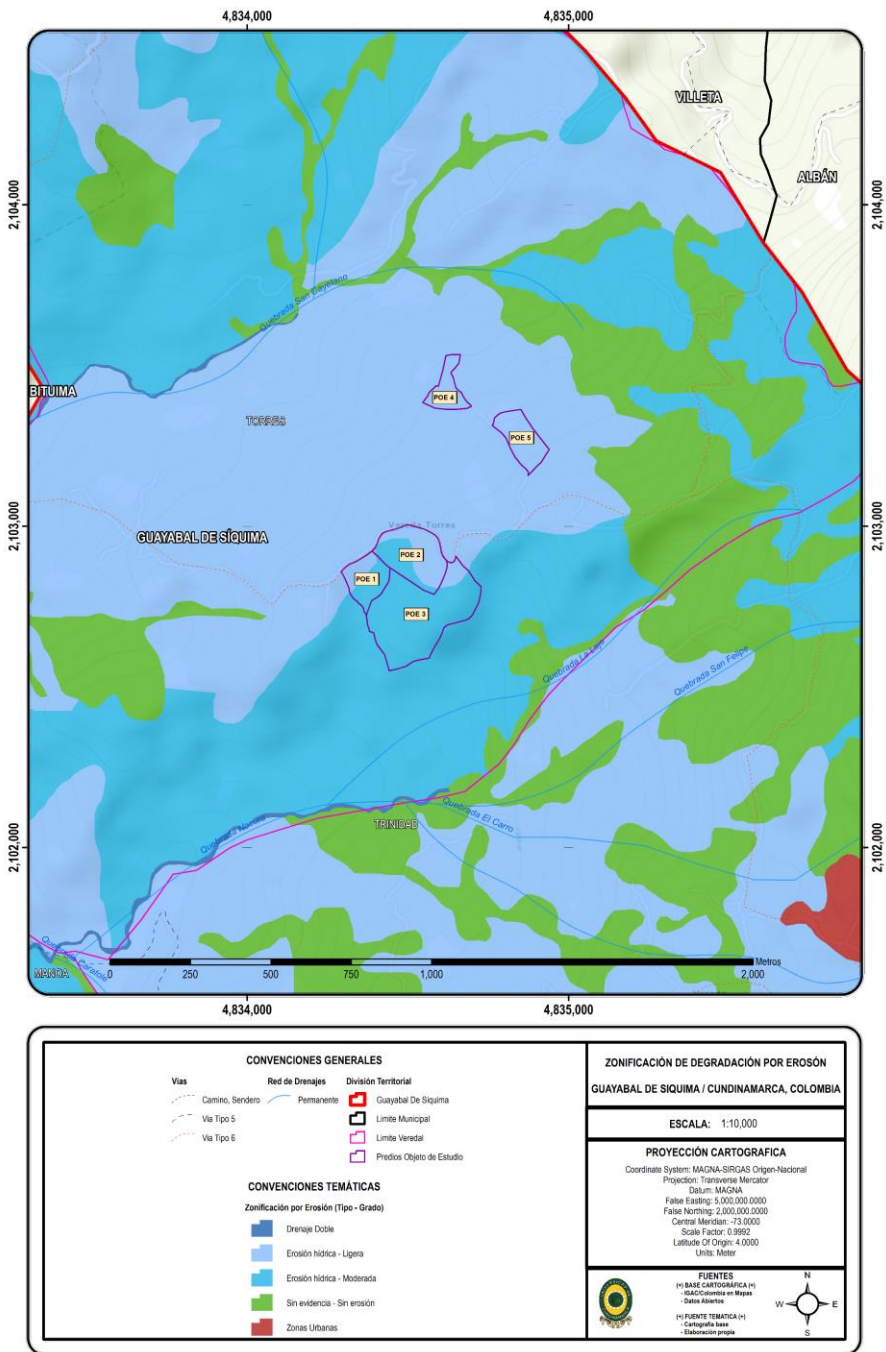 4,834,000
4,835,000
VILLETA
ALBÁN
2,104,000
2,104,000
Quebrada San Cayetano
BITUIMA
TORRES
POE 4
POE 5
2,103,000
2,103,000
Vereda Torres
GUAYABAL DE SÍQUIMA
POE 2
POE 1
POE 3
Quebrada La Laja
Quebrada San Felipe
2,102,000
2,102,000
Quebrada El Carro
TRINIDAD
MANOA
Metros
0
250
500
750
1,000
2,000
4,834,000
4,835,000
CONVENCIONES GENERALES
Vías
Camino, Sendero
Via Tipo 5
Via Tipo 6
Red de Drenajes
Permanente
División Territorial
Guayabal De Siquima
Limite Municipal
Limite Veredal
Predios Objeto de Estudio
CONVENCIONES TEMÁTICAS
Zonificación por Erosión (Tipo - Grado)
Drenaje Doble
Erosión hídrica - Ligera
Erosión hídrica - Moderada
Sin evidencia - Sin erosión
Zonas Urbanas
ZONIFICACIÓN DE DEGRADACIÓN POR EROSÓN
GUAYABAL DE SIQUIMA / CUNDINAMARCA, COLOMBIA
ESCALA: 1:10,000
PROYECCIÓN CARTOGRAFICA
Coordinate System: MAGNA-SIRGAS Origen-Nacional
Projection: Transverse Mercator
Datum: MAGNA
False Easting: 5,000,000.0000
False Northing: 2,000,000.0000
Central Meridian: -73.0000
Scale Factor: 0.9992
Latitude Of Origin: 4.0000
Units: Meter
FUENTES
(+) BASE CARTOGRÁFICA (+)
- IGAC/Colombia en Mapas
- Datos Abiertos
(+) FUENTE TEMATICA (+)
- Cartografía base
- Elaboración propia
N
W
E
S